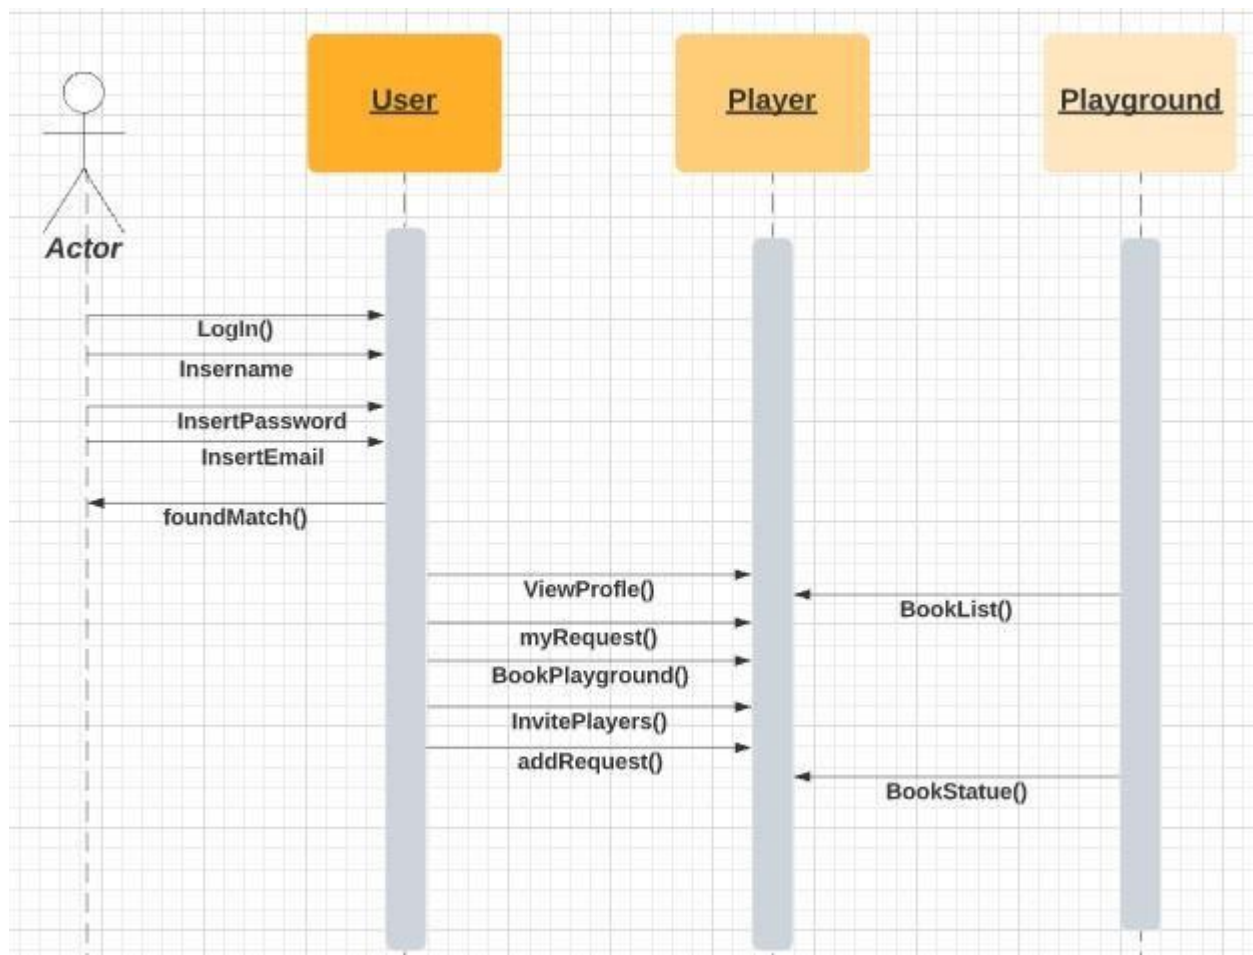 User
Player
Playground
Actor
LogIn()
Insername
InsertPassword
InsertEmail
foundMatch()
ViewProfle()
BookList()
myRequest()
BookPlayground()
InvitePlayers()
addRequest()
BookStatue()